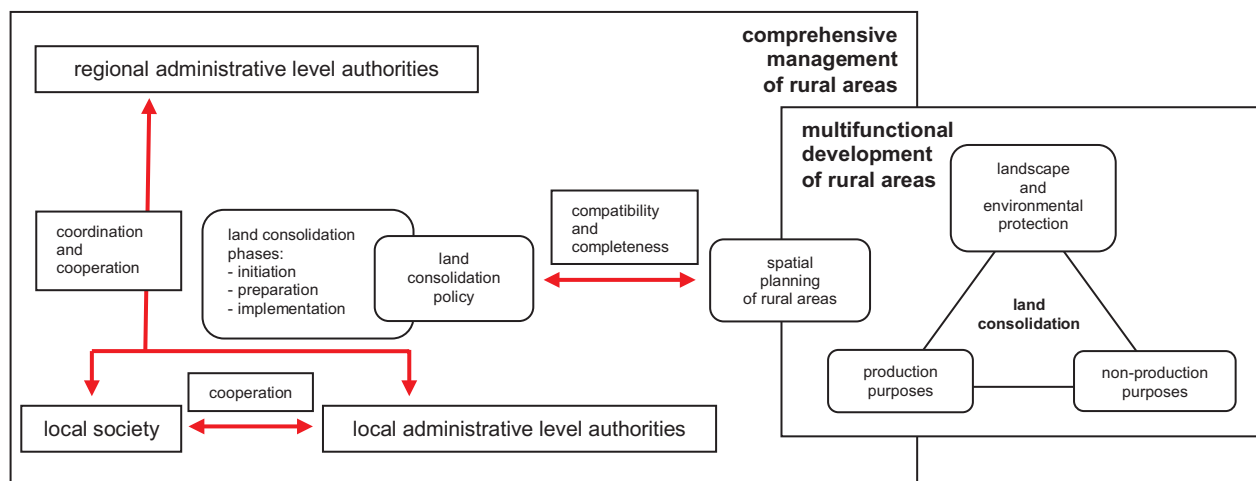 comprehensive
management
of rural areas
regional administrative level authorities
multifunctional
development
of rural areas
landscape
and
environmental
protection
coordination
and
cooperation
land consolidation
phases:
- initiation
- preparation
- implementation
land
consolidation
policy
compatibility
and
completeness
spatial
planning
of rural areas
land
consolidation
production
purposes
non-production
purposes
cooperation
local society
local administrative level authorities